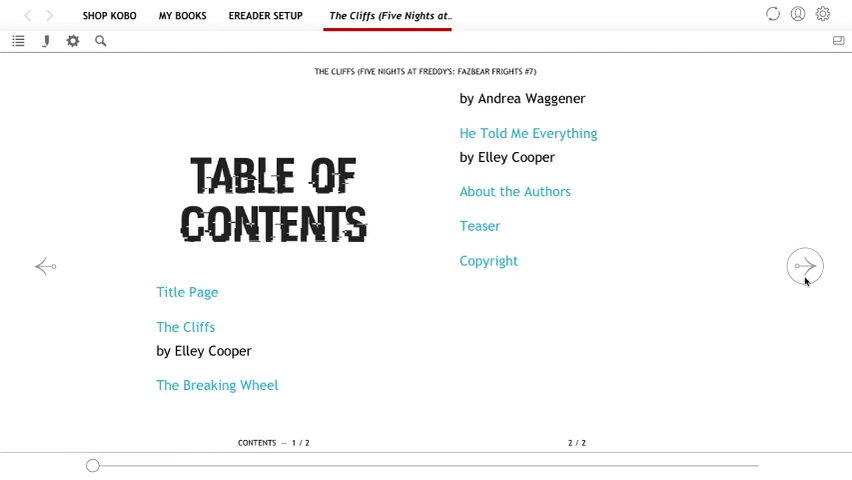 SHOP KOBO
MY BOOKS
EREADER SETUP
The Cliffs (Five Nights at..
THE CLIFFS (FIVE NIGHTS AT FREDDY'S: FAZBEAR FRIGHTS #7)
TABLE OF
CONTENTS
Title Page
The Cliffs
by Elley Cooper
The Breaking Wheel
by Andrea Waggener
He Told Me Everything
by Elley Cooper
About the Authors
Teaser
Copyright
CONTENTS — 1 / 2
2 / 2